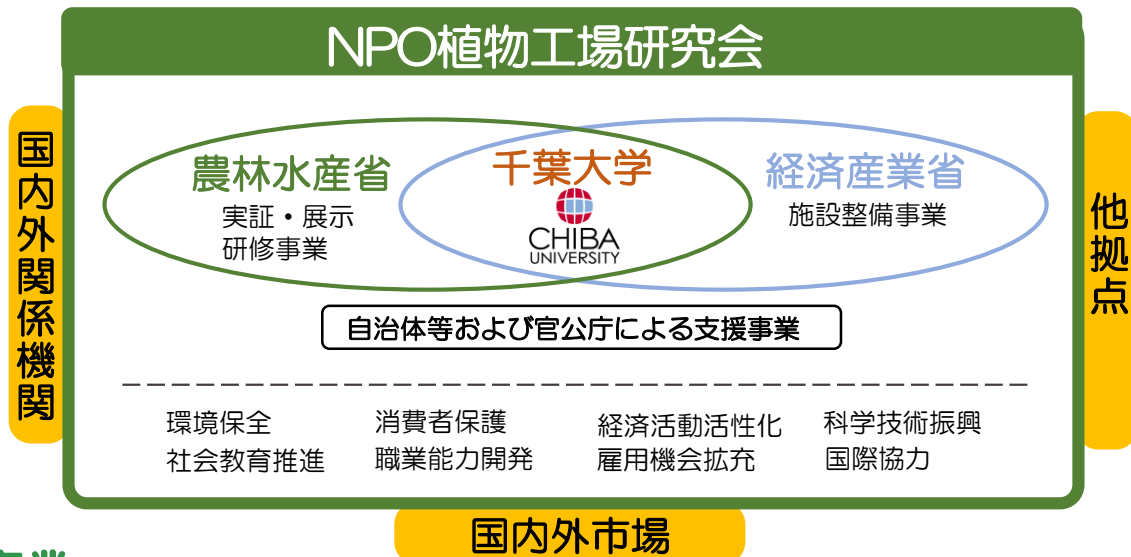 NPO植物工場研究会
国内外関係機関
農林水産省
実証・展示
研修事業
千葉大学
CHIBA
UNIVERSITY
経済産業省
施設整備事業
他拠点
自治体等および官公庁による支援事業
環境保全
社会教育推進
消費者保護
職業能力開発
経済活動活性化
雇用機会拡充
科学技術振興
国際協力
国内外市場